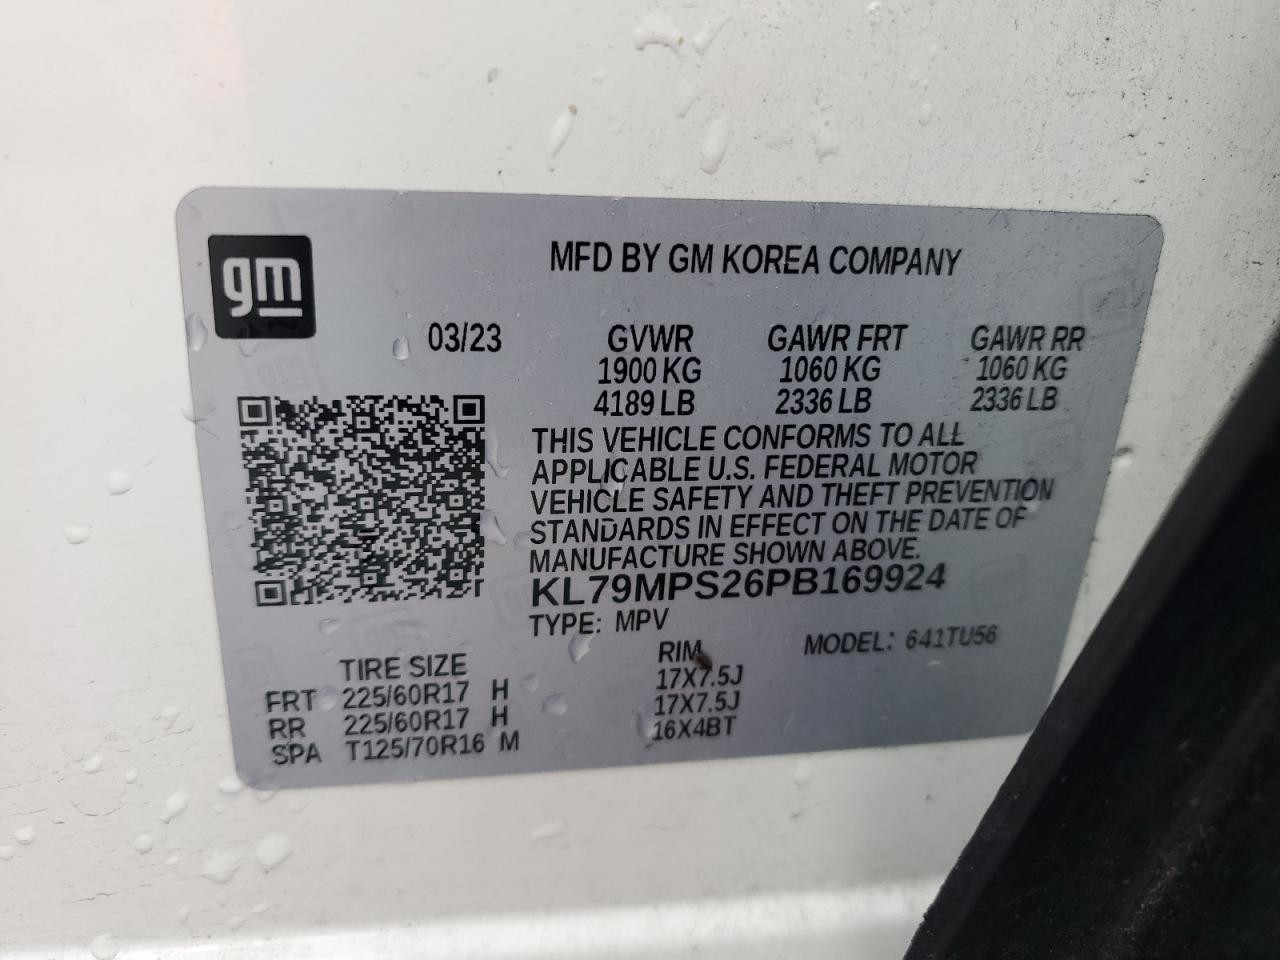 gm
MFD BY GM KOREA COMPANY
03/23 GVWR GAWR FRT GAWR RR
1900 KG 1060 KG 1060 KG
4189 LB 2336 LB 2336 LB
THIS VEHICLE CONFORMS TO ALL
APPLICABLE U.S. FEDERAL MOTOR
VEHICLE SAFETY AND THEFT PREVENTION
STANDARDS IN EFFECT ON THE DATE OF
MANUFACTURE SHOWN ABOVE.
KL79MPS26PB169924
TYPE: MPV MODEL: 641TU56
TIRE SIZE RIM
FRT 225/60R17 H 17X7.5J
RR 225/60R17 H 17X7.5J
SPA T125/70R16 M 16X4BT